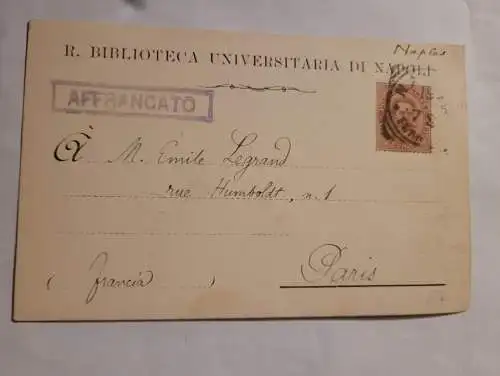 Naples
R. BIBLIOTECA UNIVERSITARIA DI NAPOLI
AFFRANCATO
À M. Emile Legrand
rue Humboldt, n. 1
Paris
( francia )